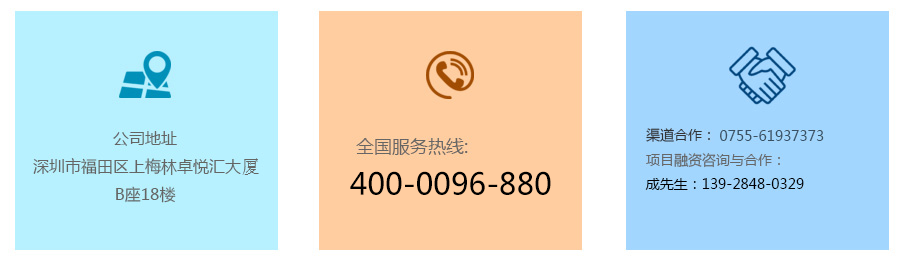 公司地址
深圳市福田区上梅林卓悦汇大厦
B座18楼
全国服务热线:
400-0096-880
渠道合作： 0755-61937373
项目融资咨询与合作：
成先生：139-2848-0329